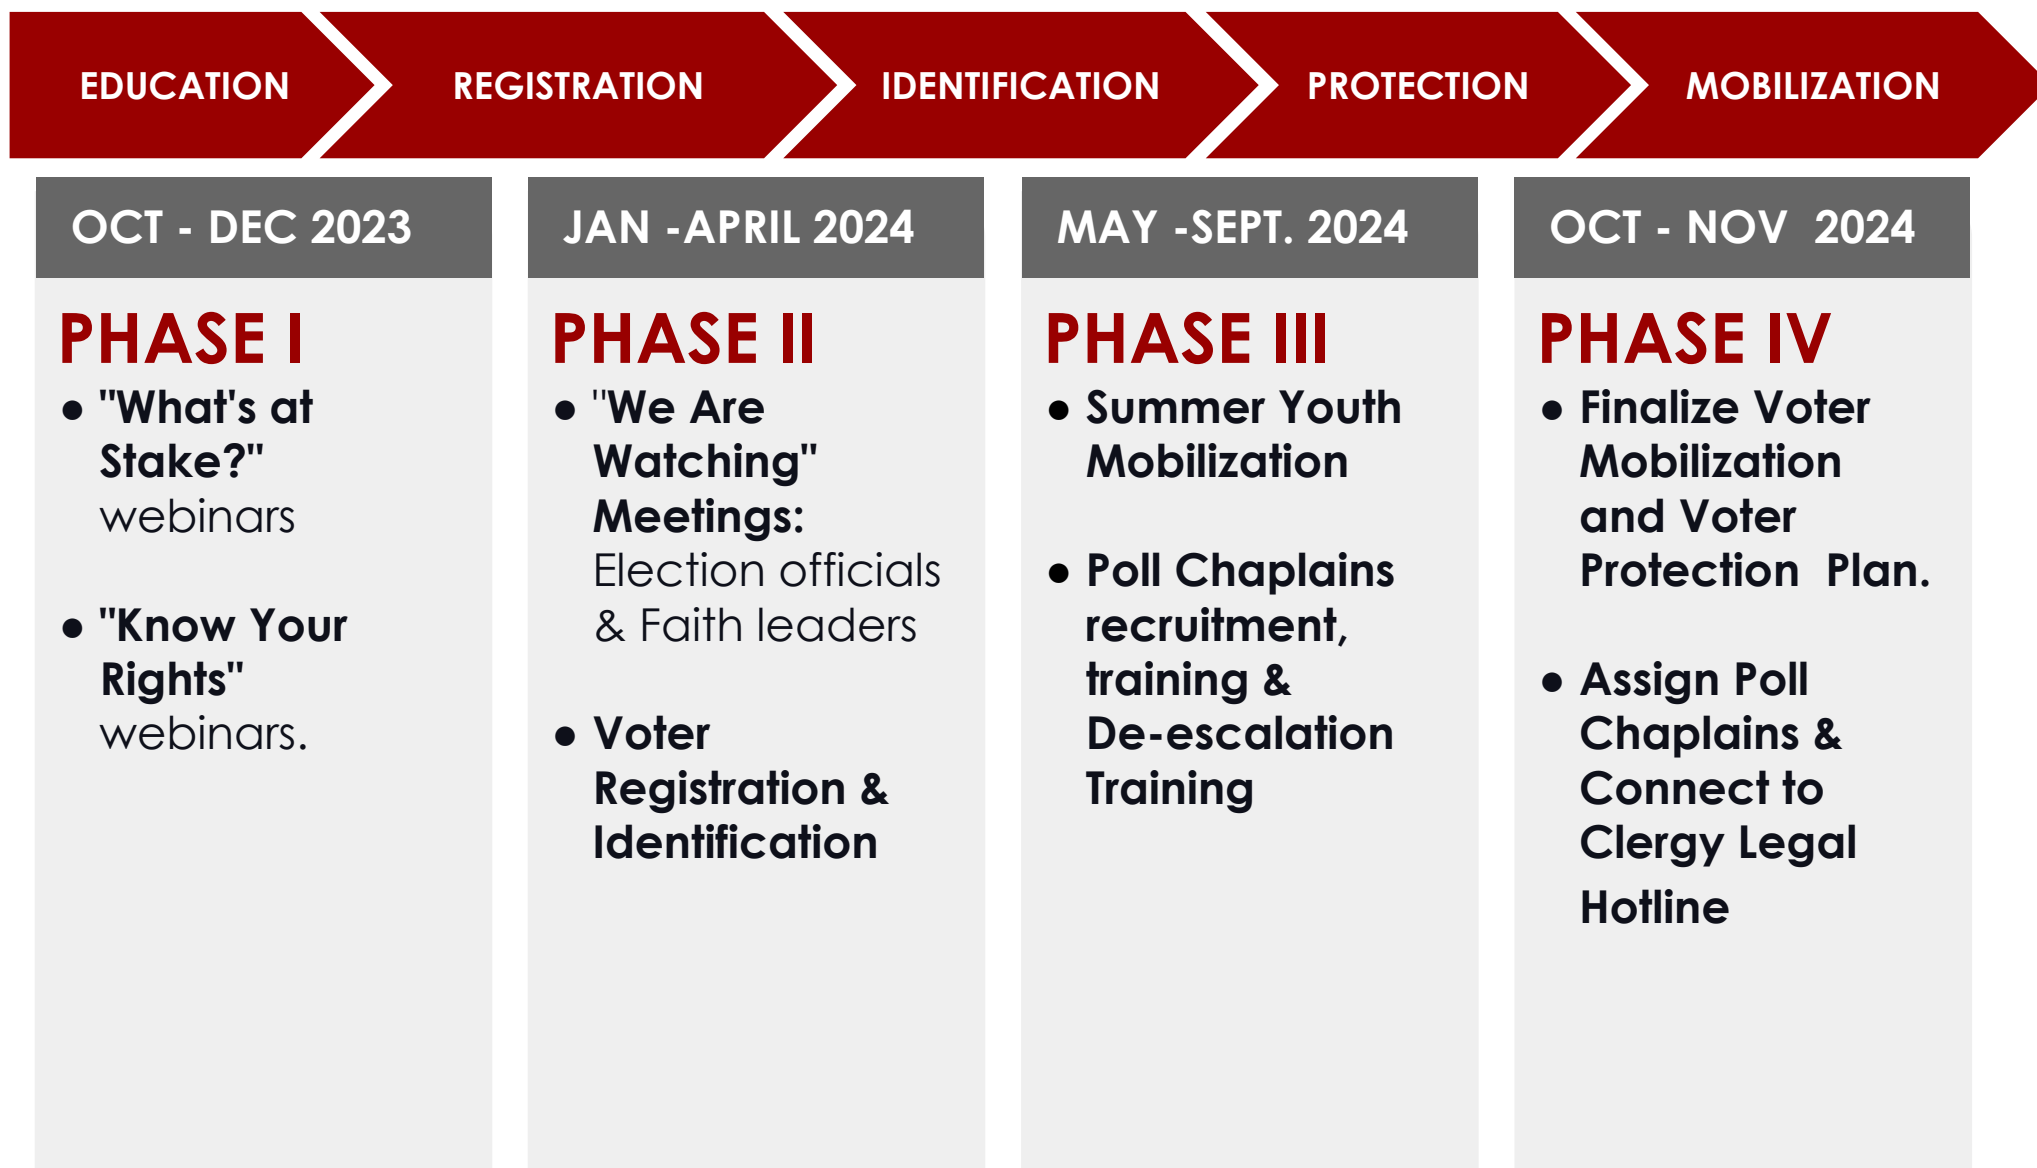 EDUCATION
REGISTRATION
IDENTIFICATION
PROTECTION
MOBILIZATION
OCT - DEC 2023
PHASE I
● "What's at
Stake?"
webinars
● "Know Your
Rights"
webinars.
JAN -APRIL 2024
PHASE II
● "We Are
Watching"
Meetings:
Election officials
& Faith leaders
● Voter
Registration &
Identification
MAY -SEPT. 2024
PHASE III
● Summer Youth
Mobilization
● Poll Chaplains
recruitment,
training &
De-escalation
Training
OCT - NOV  2024
PHASE IV
● Finalize Voter
Mobilization
and Voter
Protection  Plan.
● Assign Poll
Chaplains &
Connect to
Clergy Legal
Hotline